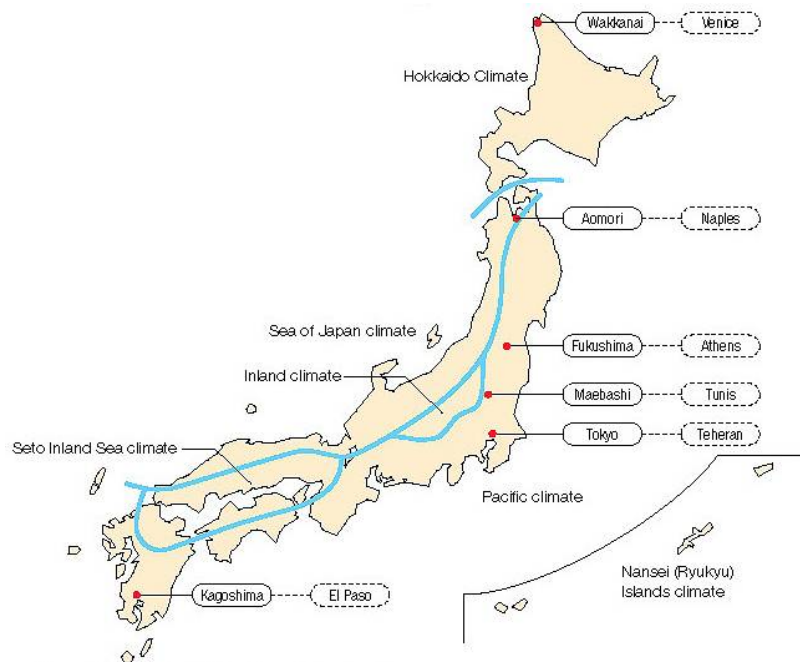 Wakkanai
Venice
Hokkaido Climate
Aomori
Naples
Sea of Japan climate
Fukushima
Athens
Inland climate
Maebashi
Tunis
Tokyo
Teheran
Seto Inland Sea climate
Pacific climate
Nansei (Ryukyu)
Islands climate
Kagoshima
El Paso